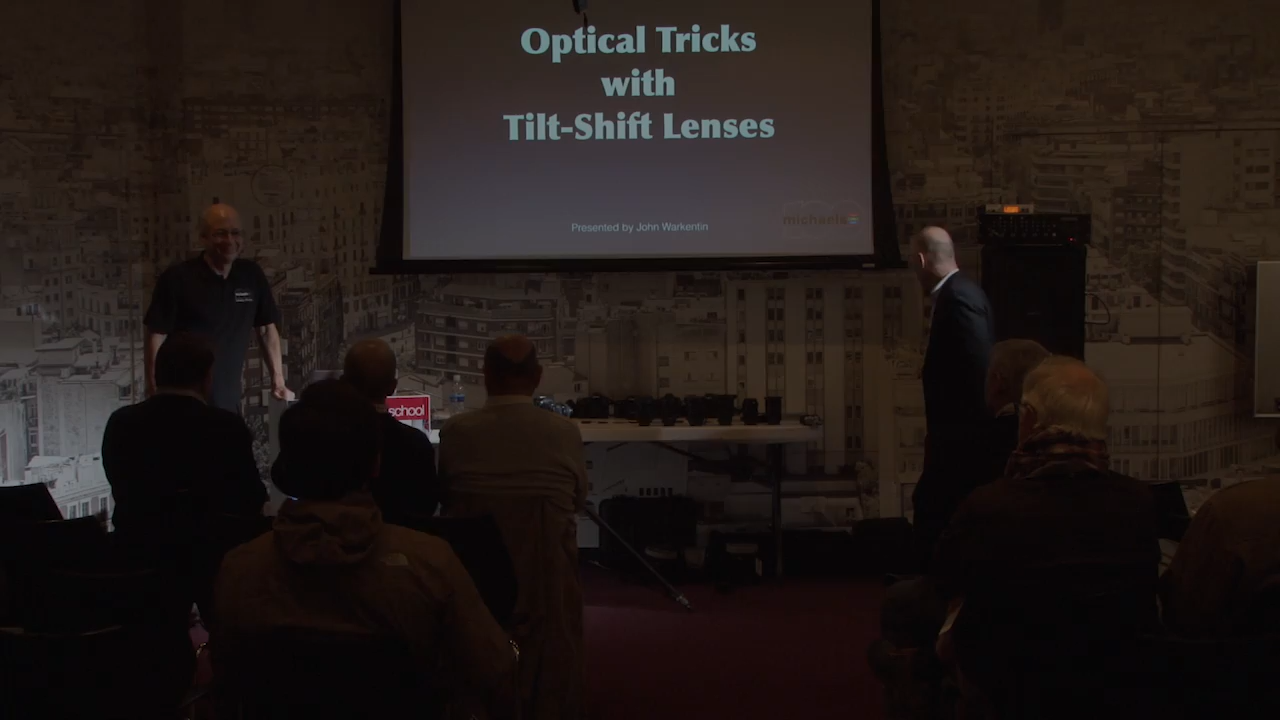 Optical Tricks
with
Tilt-Shift Lenses
michaels
Presented by John Warkentin
school